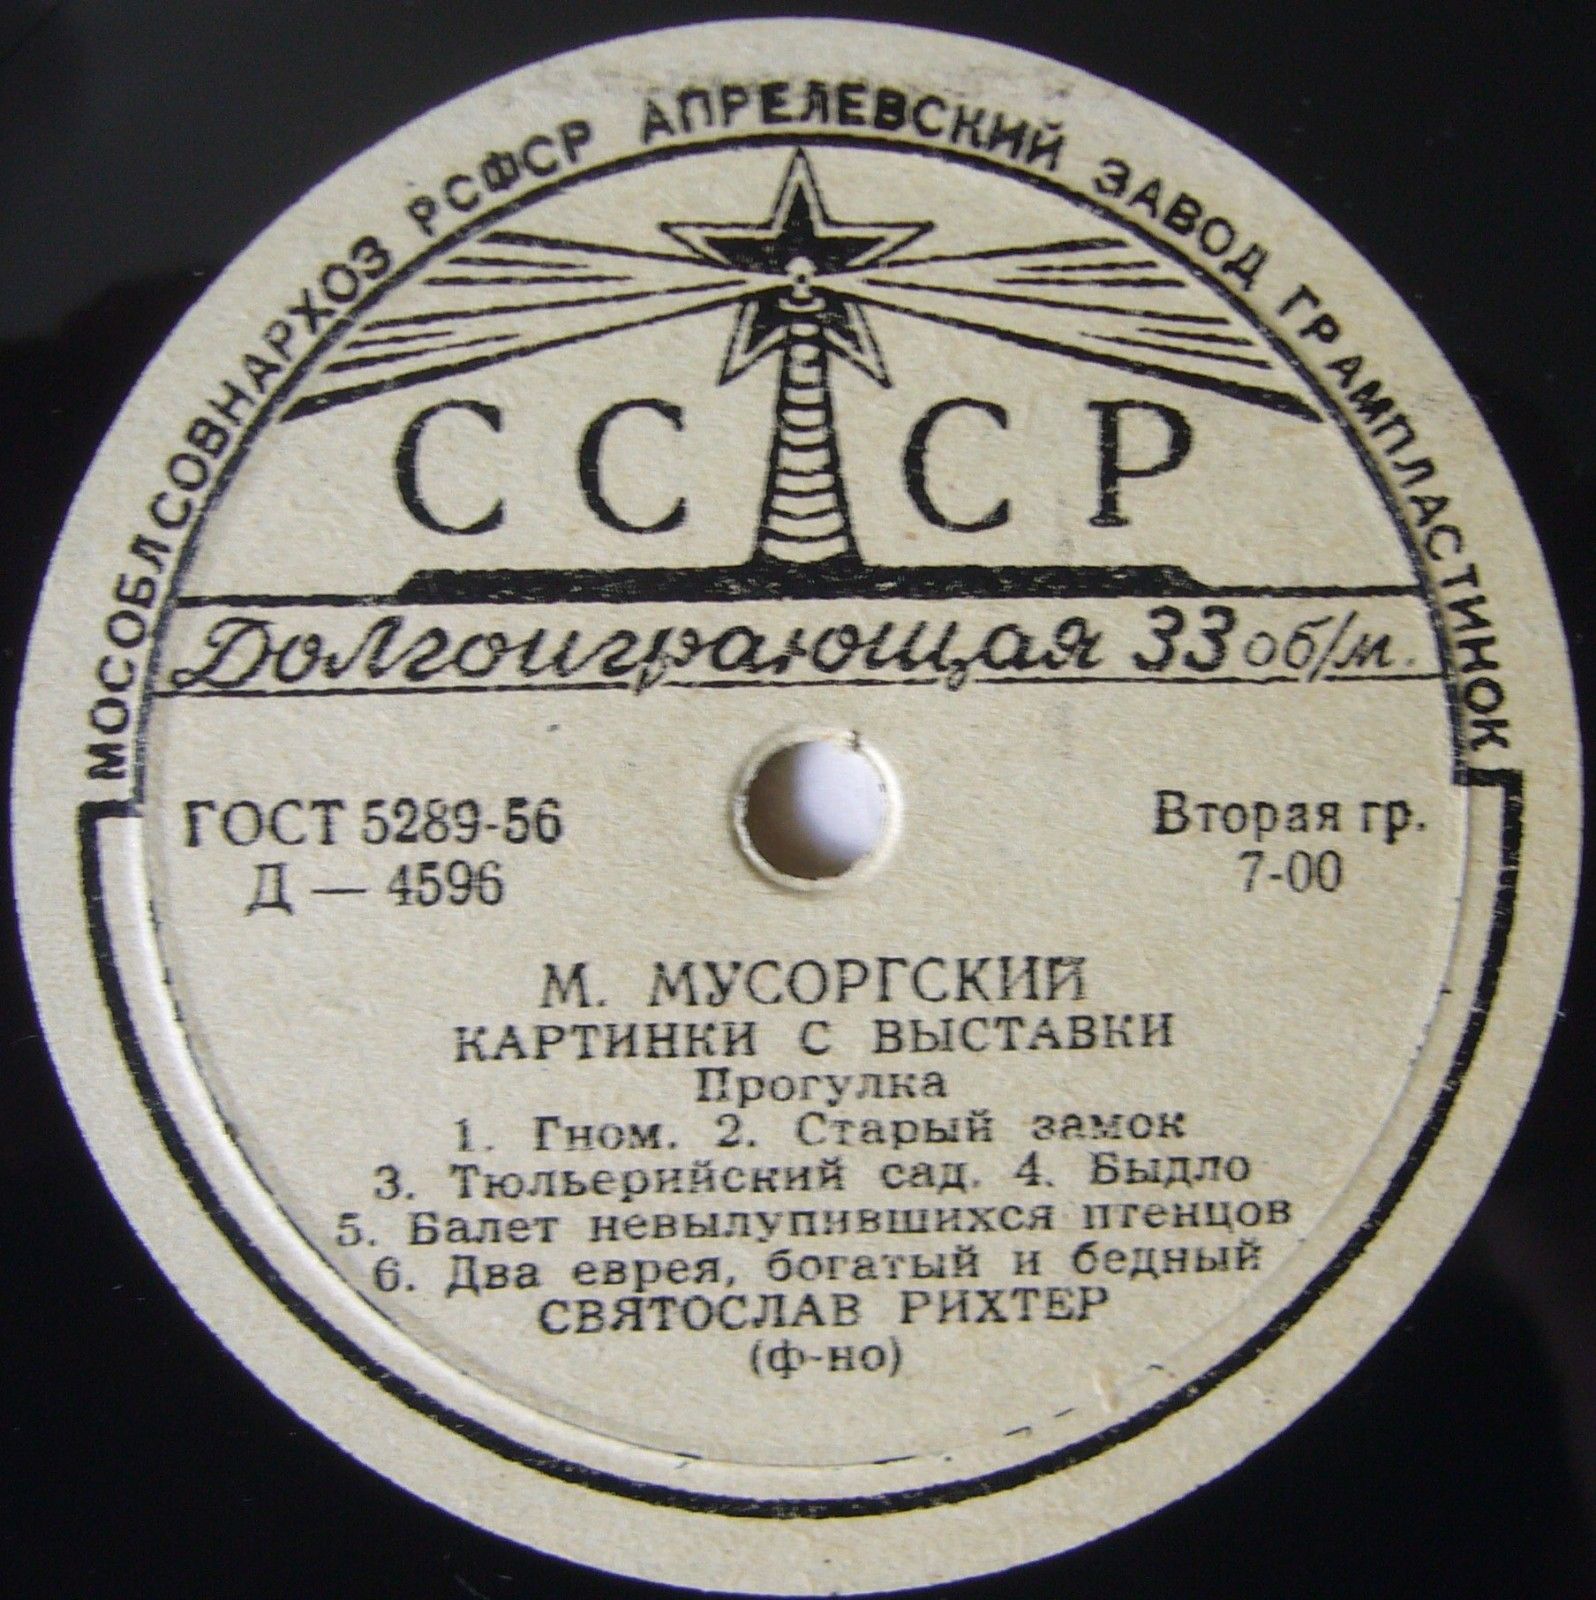 МОСОБЛСОВНАРХОЗ РСФСР АПРЕЛЕВСКИЙ ЗАВОД ГРАМПЛАСТИНОК
СССР
Долгоиграющая 33 об/м.
ГОСТ 5289-56
Д — 4596
Вторая гр.
7-00
М. МУСОРГСКИЙ
КАРТИНКИ С ВЫСТАВКИ
Прогулка
1. Гном. 2. Старый замок
3. Тюльерийский сад. 4. Быдло
5. Балет невылупившихся птенцов
6. Два еврея, богатый и бедный
СВЯТОСЛАВ РИХТЕР
(ф-но)